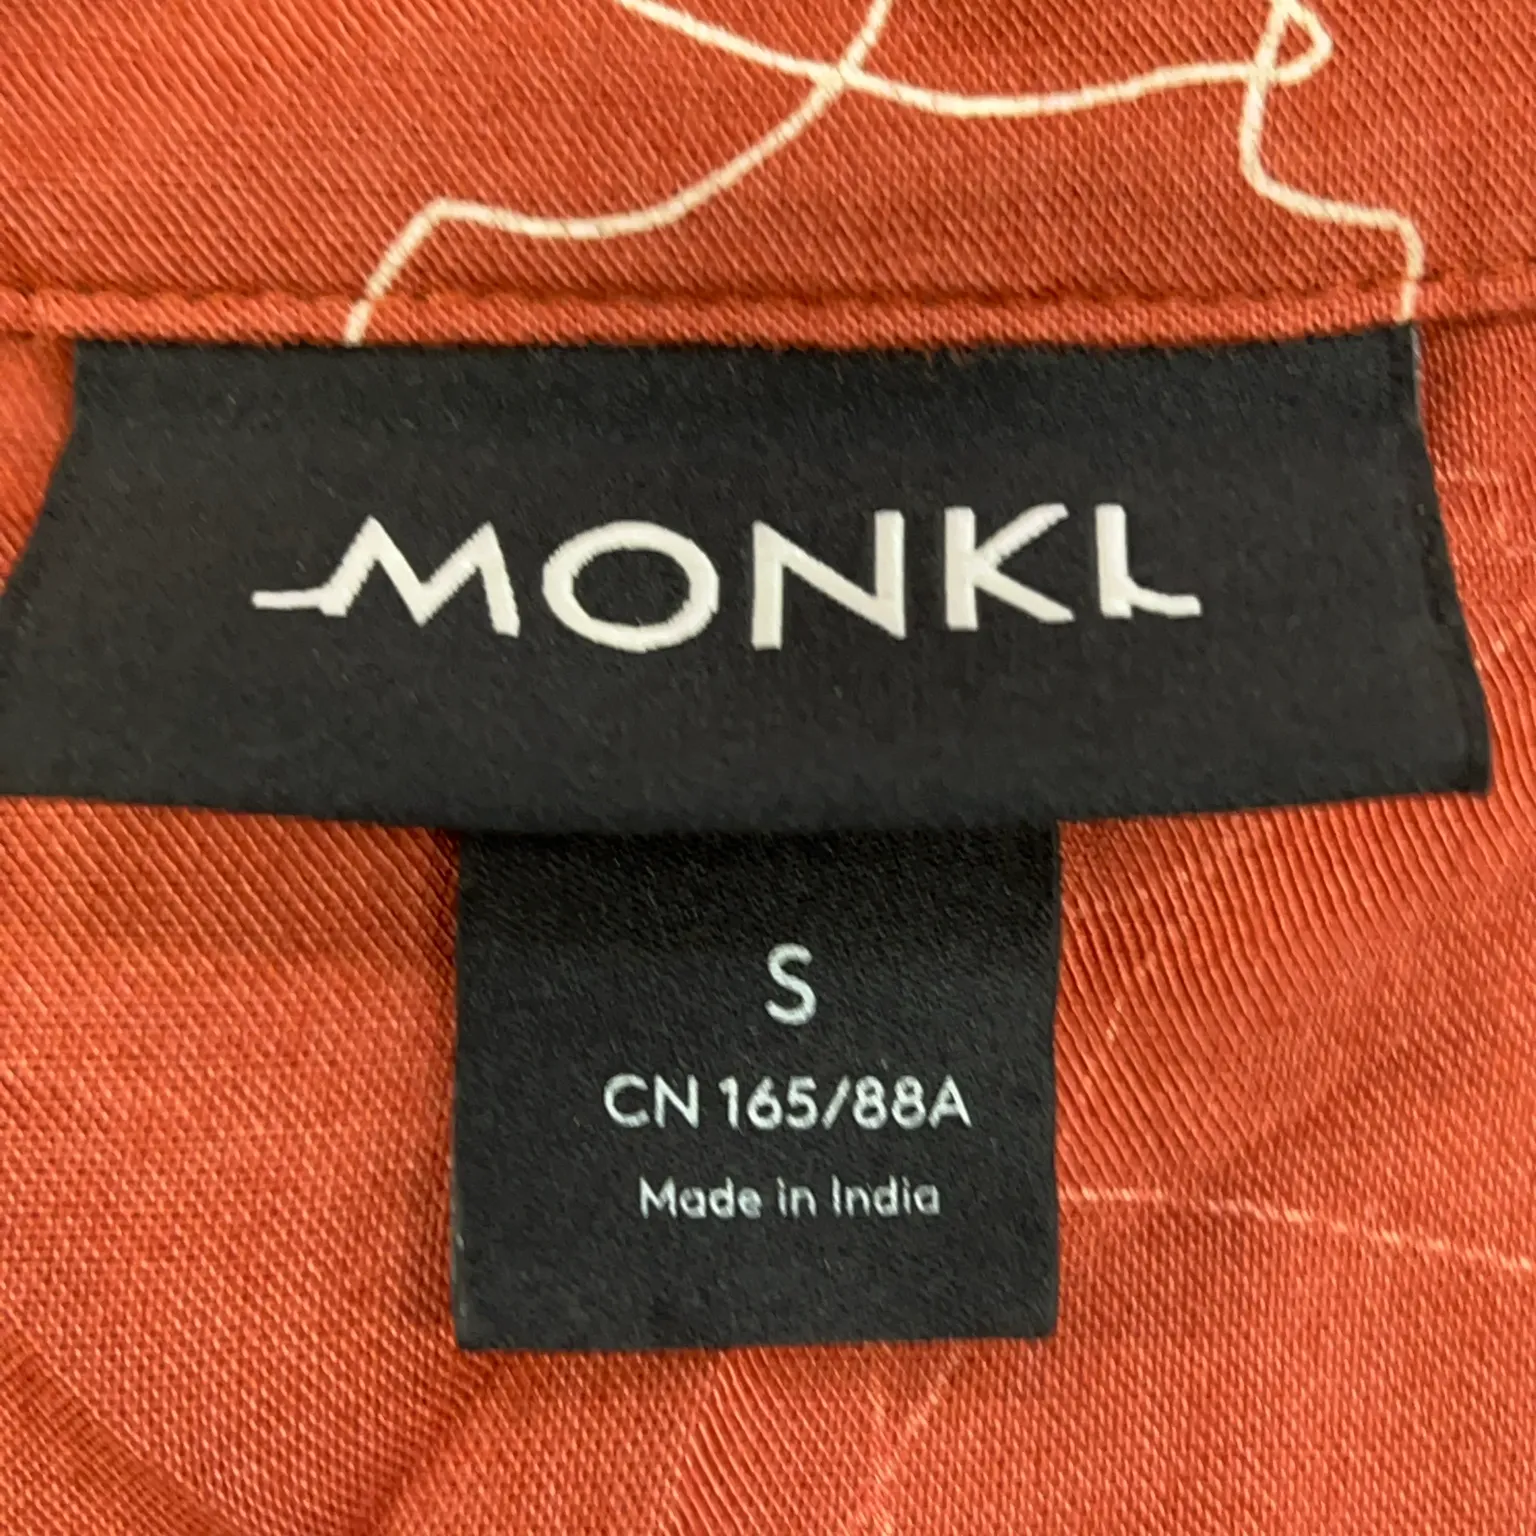 MONKI
S
CN 165/88A
Made in India